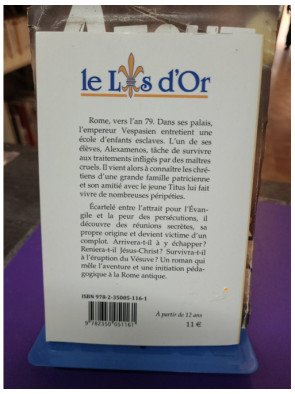 le Lys d'Or
Rome, vers l'an 79. Dans ses palais,
l'empereur Vespasien entretient une
école d'enfants esclaves. L'un de ses
élèves, Alexamenos, tâche de survivre
aux traitements infligés par des maîtres
cruels. Il vient alors à connaître les chré-
tiens d'une grande famille patricienne
et son amitié avec le jeune Titus lui fait
vivre de nombreuses péripéties.
Écartelé entre l'attrait pour l'Évan-
gile et la peur des persécutions, il
découvre des réunions secrètes, sa
propre origine et devient victime d'un
complot. Arrivera-t-il à y échapper ?
Reniera-t-il Jésus-Christ ? Survivra-t-il
à l'éruption du Vésuve ? Un roman qui
mêle l'aventure et une initiation péda-
gogique à la Rome antique.
ISBN 978-2-35005-116-1
9 782350 051161
À partir de 12 ans
11 €